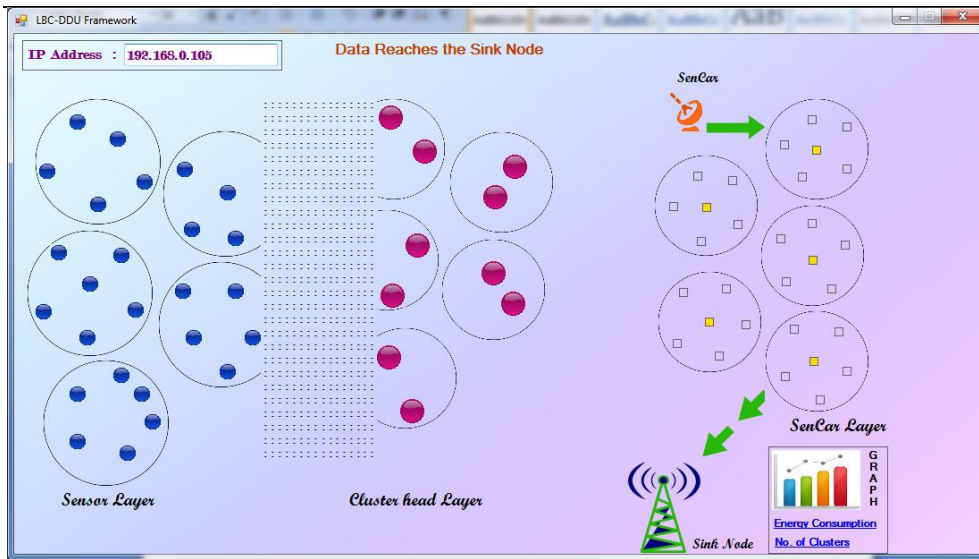 LBC-DDU Framework
IP Address : 192.168.0.105
Data Reaches the Sink Node
SenCar
SenCar Layer
Sensor Layer
Cluster head Layer
GRAPH
Energy Consumption
No. of Clusters
Sink Node